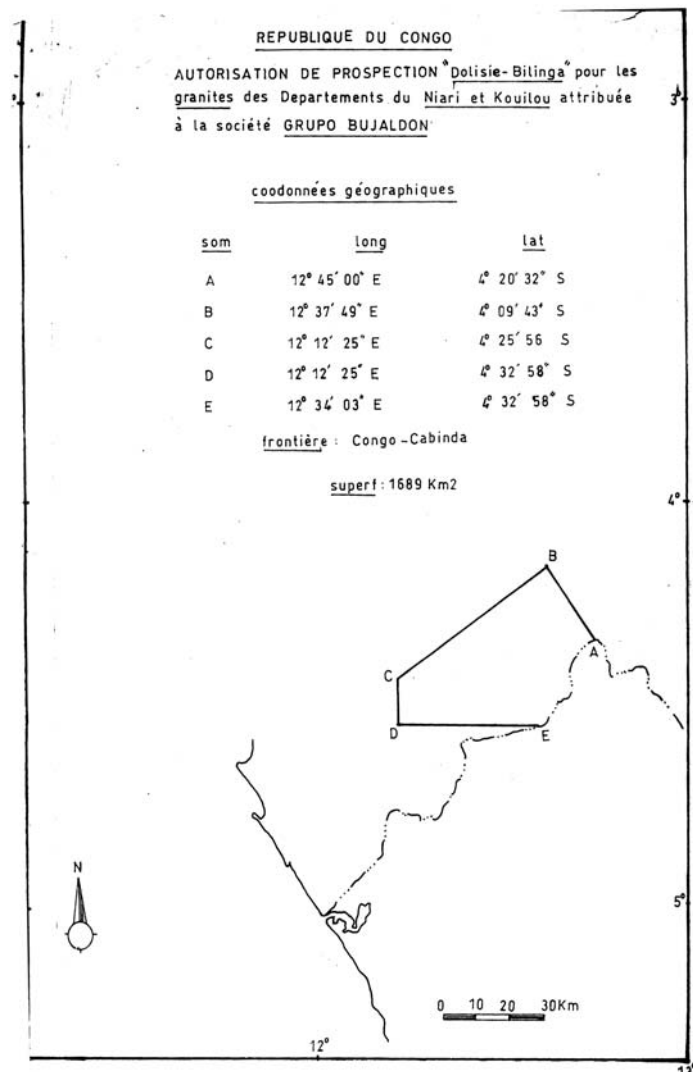 REPUBLIQUE DU CONGO
AUTORISATION DE PROSPECTION "Dolisie-Bilinga" pour les
granites des Departements du Niari et Kouilou attribuée
à la société GRUPO BUJALDON
coodonnées géographiques
som long lat
A 12° 45' 00" E 4° 20' 32" S
B 12° 37' 49" E 4° 09' 43" S
C 12° 12' 25" E 4° 25' 56 S
D 12° 12' 25" E 4° 32' 58" S
E 12° 34' 03" E 4° 32' 58" S
frontière : Congo-Cabinda
superf : 1689 Km2
3°
4°
B
A
C
D
E
N
5°
0 10 20 30Km
12°
13°